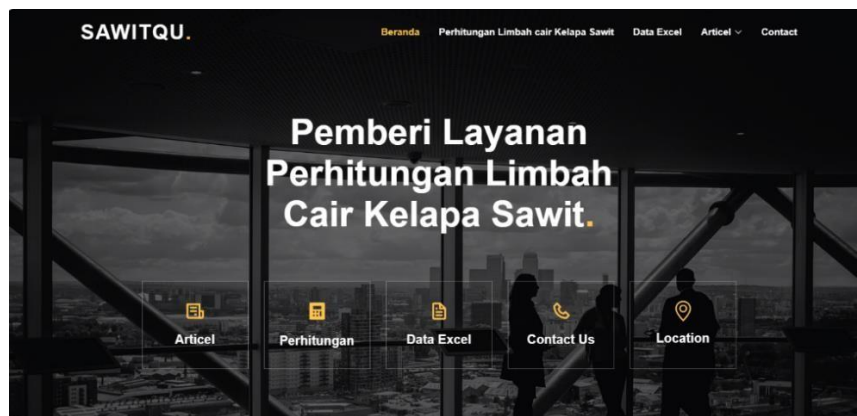 SAWITQU.
Beranda Perhitungan Limbah cair Kelapa Sawit Data Excel Articel Contact
Pemberi Layanan
Perhitungan Limbah
Cair Kelapa Sawit.
Articel
Perhitungan
Data Excel
Contact Us
Location